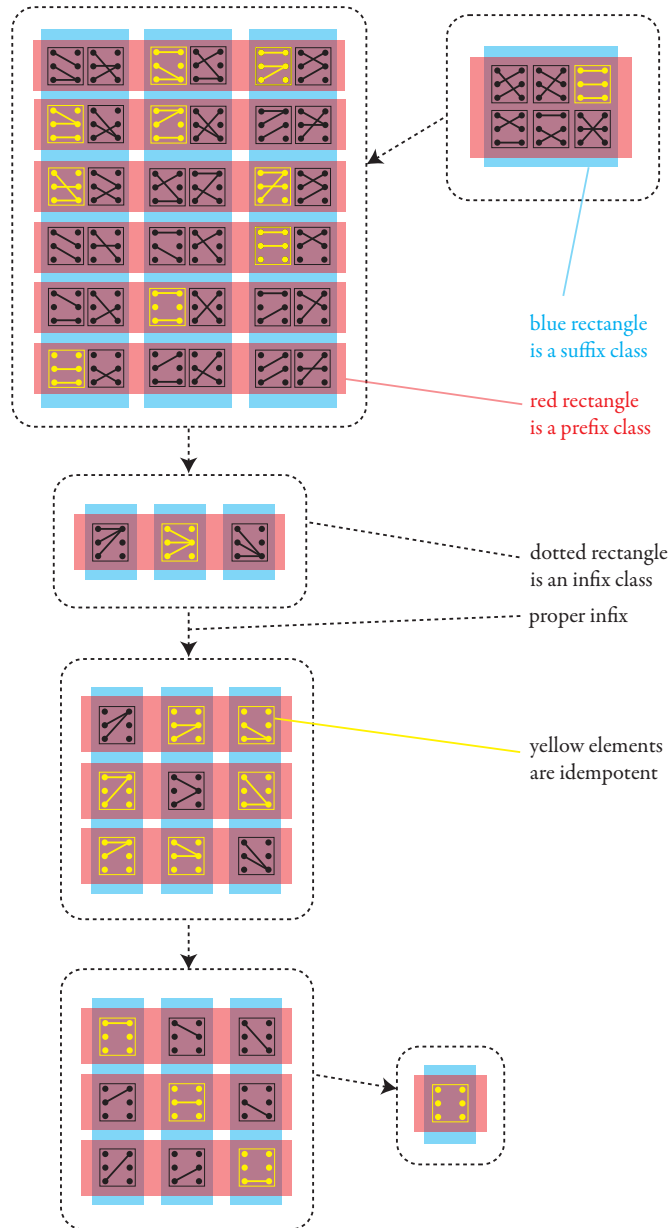 blue rectangle
is a suffix class
red rectangle
is a prefix class
dotted rectangle
is an infix class
proper infix
yellow elements
are idempotent